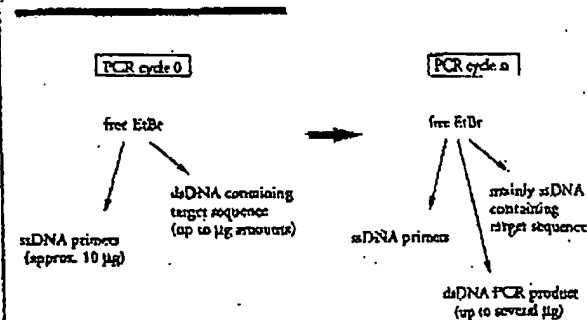 PCR cycle 0
free EtBr
ssDNA primers
(approx. 10 µg)
dsDNA containing
target sequence
(up to µg amounts)
PCR cycle n
free EtBr
ssDNA primers
mainly ssDNA
containing
target sequence
dsDNA PCR product
(up to several µg)